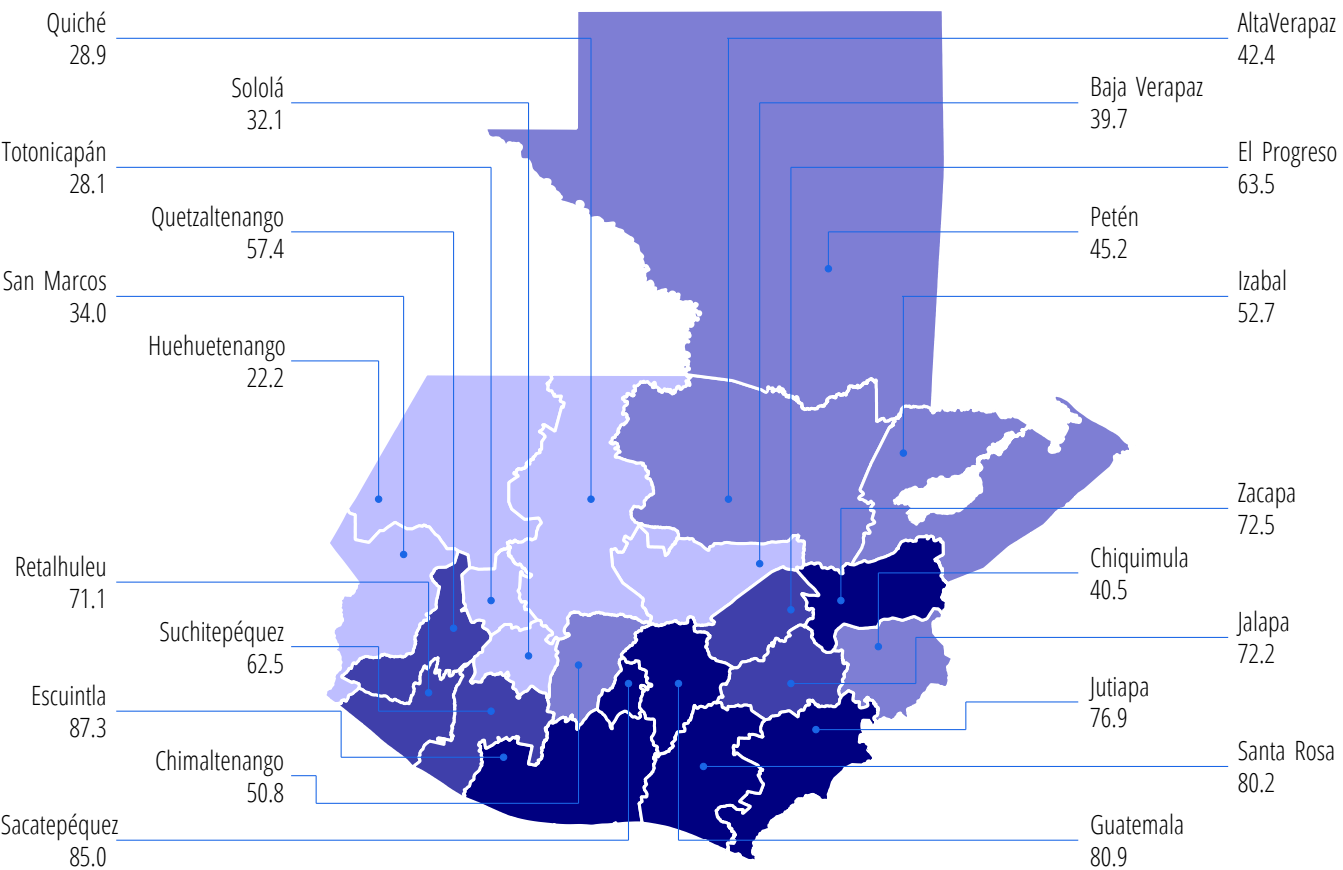 Quiché
28.9
Sololá
32.1
Totonicapán
28.1
Quetzaltenango
57.4
San Marcos
34.0
Huehuetenango
22.2
Retalhuleu
71.1
Suchitepéquez
62.5
Escuintla
87.3
Chimaltenango
50.8
Sacatepéquez
85.0
AltaVerapaz
42.4
Baja Verapaz
39.7
El Progreso
63.5
Petén
45.2
Izabal
52.7
Zacapa
72.5
Chiquimula
40.5
Jalapa
72.2
Jutiapa
76.9
Santa Rosa
80.2
Guatemala
80.9